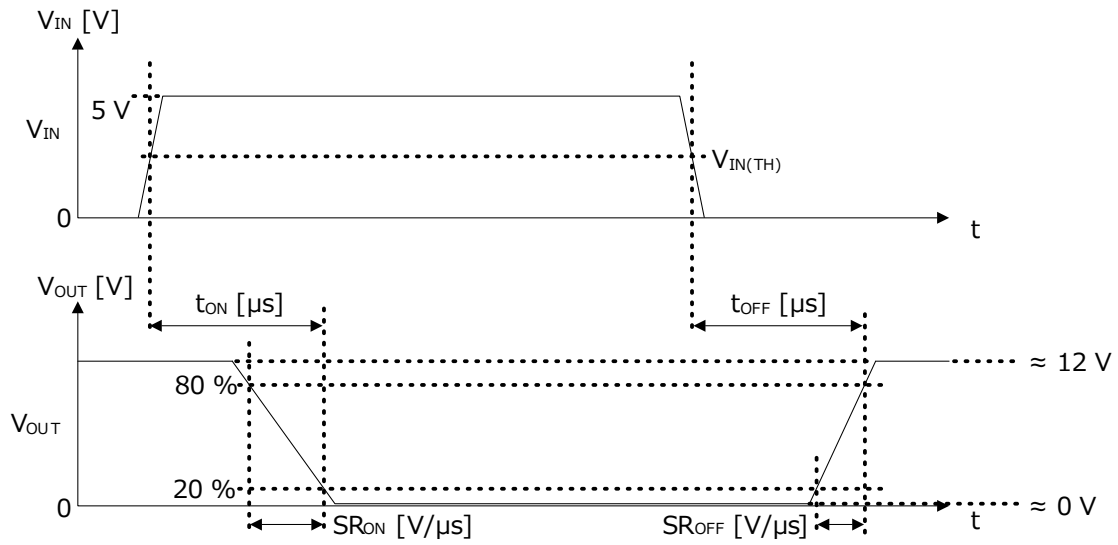 VIN [V]
5 V
VIN
VIN(TH)
0
t
VOUT [V]
tON [µs]
tOFF [µs]
≈ 12 V
80 %
VOUT
20 %
0
≈ 0 V
SRON [V/µs]
SROFF [V/µs]
t